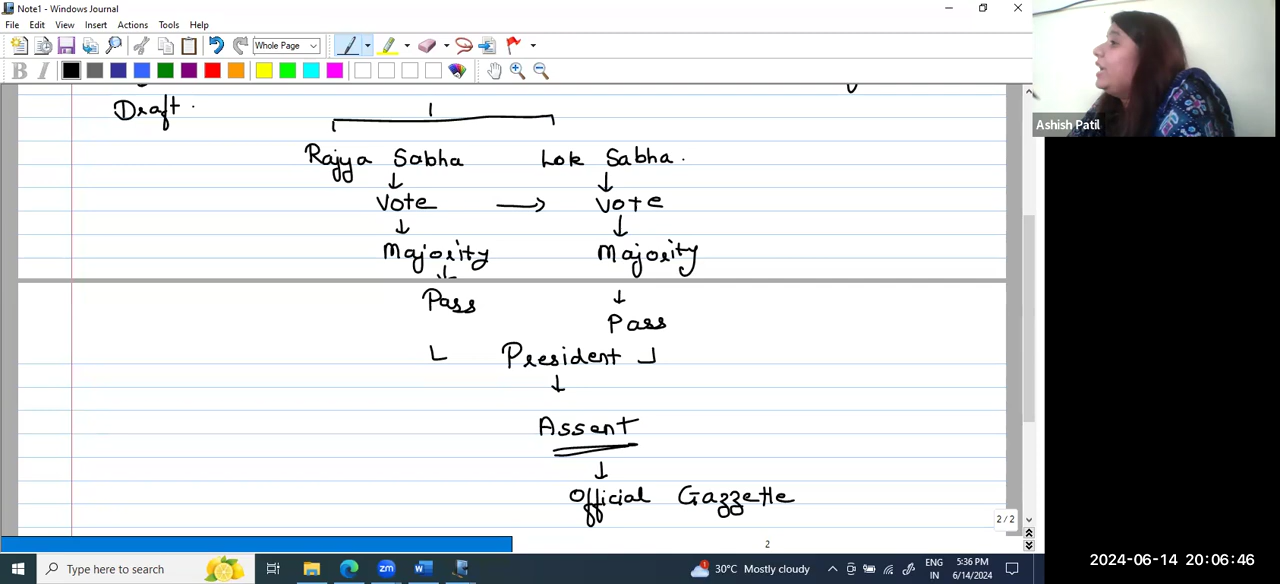 Note1 - Windows Journal
File Edit View Insert Actions Tools Help
Whole Page
B I
Draft.
Rajya Sabha Lok Sabha.
Vote → Vote
↓ ↓
Majority Majority
↓ ↓
Pass
Pass
President
↓
Assent
↓
Official Gazzette
2/2
2
Ashish Patil
Type here to search
zm
W
30°C Mostly cloudy
ENG
IN
5:36 PM
6/14/2024
2024-06-14 20:06:46